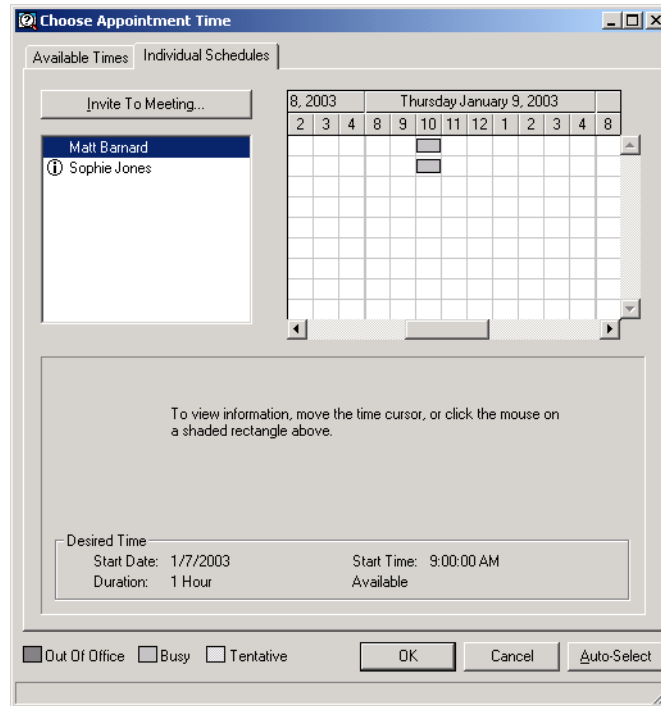 Choose Appointment Time
Available Times Individual Schedules
Invite To Meeting...
8, 2003 Thursday January 9, 2003
2 3 4 8 9 10 11 12 1 2 3 4 8
Matt Barnard
Sophie Jones
To view information, move the time cursor, or click the mouse on
a shaded rectangle above.
Desired Time
Start Date: 1/7/2003 Start Time: 9:00:00 AM
Duration: 1 Hour Available
Out Of Office Busy Tentative OK Cancel Auto-Select